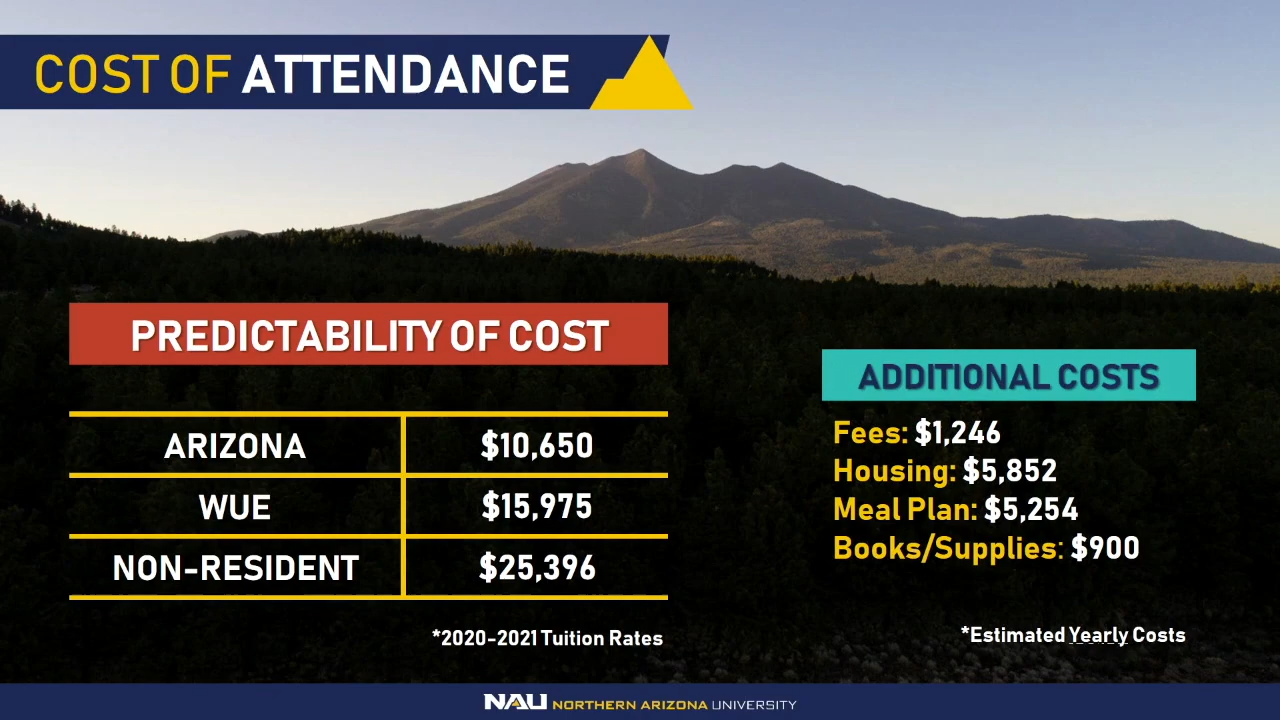 COST OF ATTENDANCE
PREDICTABILITY OF COST
ARIZONA $10,650
WUE $15,975
NON-RESIDENT $25,396
*2020-2021 Tuition Rates
ADDITIONAL COSTS
Fees: $1,246
Housing: $5,852
Meal Plan: $5,254
Books/Supplies: $900
*Estimated Yearly Costs
NAU NORTHERN ARIZONA UNIVERSITY